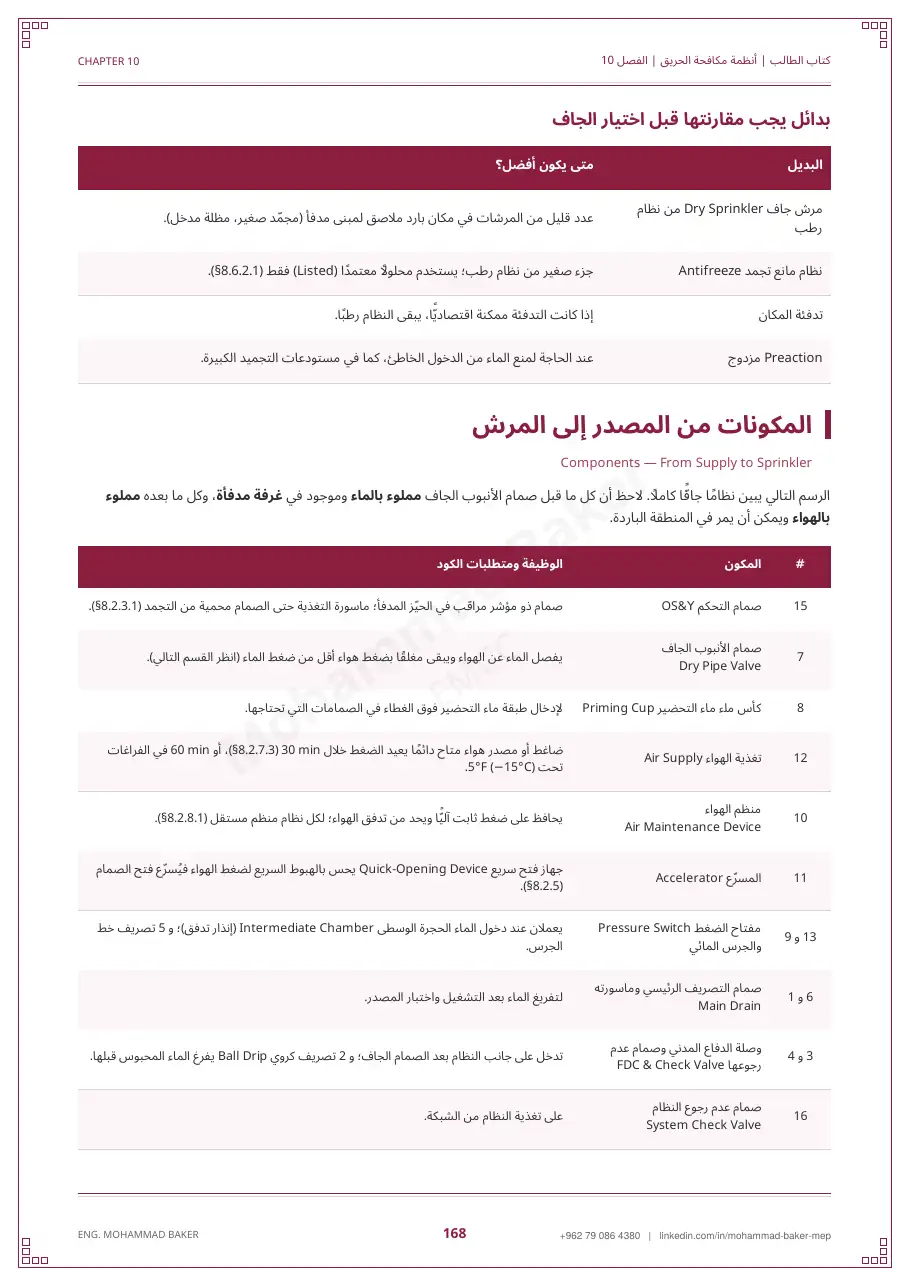 كتاب الطالب | أنظمة مكافحة الحريق | الفصل 10
CHAPTER 10
بدائل يجب مقارنتها قبل اختيار الجاف
البديل متى يكون أفضل؟
مرش جاف Dry Sprinkler من نظام
رطب
عدد قليل من المرشات في مكان بارد ملاصق لمبنى مدفأ (مجمّد صغير، مظلة مدخل).
نظام مانع تجمد Antifreeze جزء صغير من نظام رطب؛ يستخدم محلولًا معتمدًا (Listed) فقط (§8.6.2.1).
تدفئة المكان إذا كانت التدفئة ممكنة اقتصاديًّا، يبقى النظام رطبًا.
Preaction مزدوج عند الحاجة لمنع الماء من الدخول الخاطئ، كما في مستودعات التجميد الكبيرة.
المكونات من المصدر إلى المرش
Components — From Supply to Sprinkler
الرسم التالي يبين نظامًا جافًا كاملًا. لاحظ أن كل ما قبل صمام الأنبوب الجاف مملوء بالماء وموجود في غرفة مدفأة، وكل ما بعده مملوء
بالهواء ويمكن أن يمر في المنطقة الباردة.
# المكون الوظيفة ومتطلبات الكود
15 صمام التحكم OS&Y صمام ذو مؤشر مراقَب في الحيّز المدفأ؛ ماسورة التغذية حتى الصمام محمية من التجمد (§8.2.3.1).
7 صمام الأنبوب الجاف
Dry Pipe Valve
يفصل الماء عن الهواء ويبقى مغلقًا بضغط هواء أقل من ضغط الماء (انظر القسم التالي).
8 كأس ملء ماء التحضير Priming Cup لإدخال طبقة ماء التحضير فوق الغطاء في الصمامات التي تحتاجها.
12 تغذية الهواء Air Supply ضاغط أو مصدر هواء متاح دائمًا يعيد الضغط خلال 30 min (§8.2.7.3)، أو 60 min في الفراغات
تحت 5°F (−15°C).
10 منظم الهواء
Air Maintenance Device
يحافظ على ضغط ثابت آليًّا ويحد من تدفق الهواء؛ لكل نظام منظم مستقل (§8.2.8.1).
11 المسرّع Accelerator جهاز فتح سريع Quick-Opening Device يحس بالهبوط السريع لضغط الهواء فيُسرّع فتح الصمام
(§8.2.5).
13 و 9 مفتاح الضغط Pressure Switch
والجرس المائي
يعملان عند دخول الماء الحجرة الوسطى Intermediate Chamber (إنذار تدفق)؛ و 5 تصريف خط
الجرس.
6 و 1 صمام التصريف الرئيسي وماسورته
Main Drain
لتفريغ الماء بعد التشغيل واختبار المصدر.
3 و 4 وصلة الدفاع المدني وصمام عدم
رجوعها FDC & Check Valve
تدخل على جانب النظام بعد الصمام الجاف؛ و 2 تصريف كروي Ball Drip يفرغ الماء المحبوس قبلها.
16 صمام عدم رجوع النظام
System Check Valve
على تغذية النظام من الشبكة.
Mohammad Baker
ENG. MOHAMMAD BAKER
168
+962 79 086 4380 | linkedin.com/in/mohammad-baker-mep